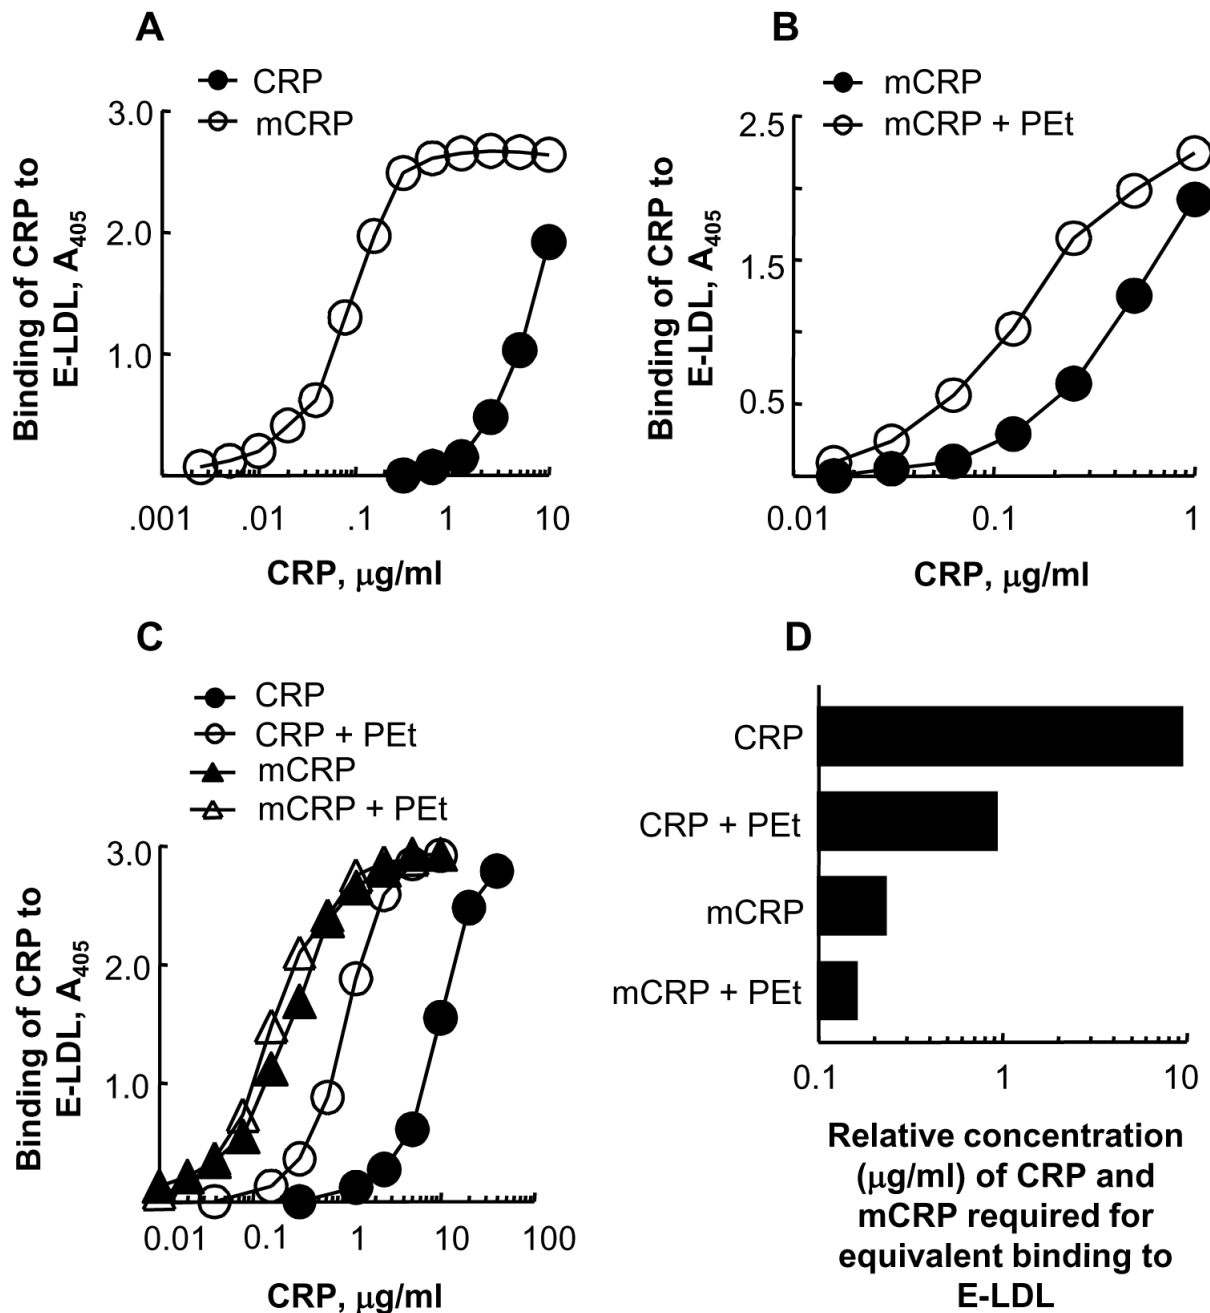 A
CRP
mCRP
3.0
2.0
1.0
Binding of CRP to
E-LDL, A405
.001 .01 .1 1 10
CRP, μg/ml
B
mCRP
mCRP + PEt
2.5
1.5
0.5
Binding of CRP to
E-LDL, A405
0.01 0.1 1
CRP, μg/ml
C
CRP
CRP + PEt
mCRP
mCRP + PEt
3.0
2.0
1.0
Binding of CRP to
E-LDL, A405
0.01 0.1 1 10 100
CRP, μg/ml
D
CRP
CRP + PEt
mCRP
mCRP + PEt
0.1 1 10
Relative concentration
(μg/ml) of CRP and
mCRP required for
equivalent binding to
E-LDL